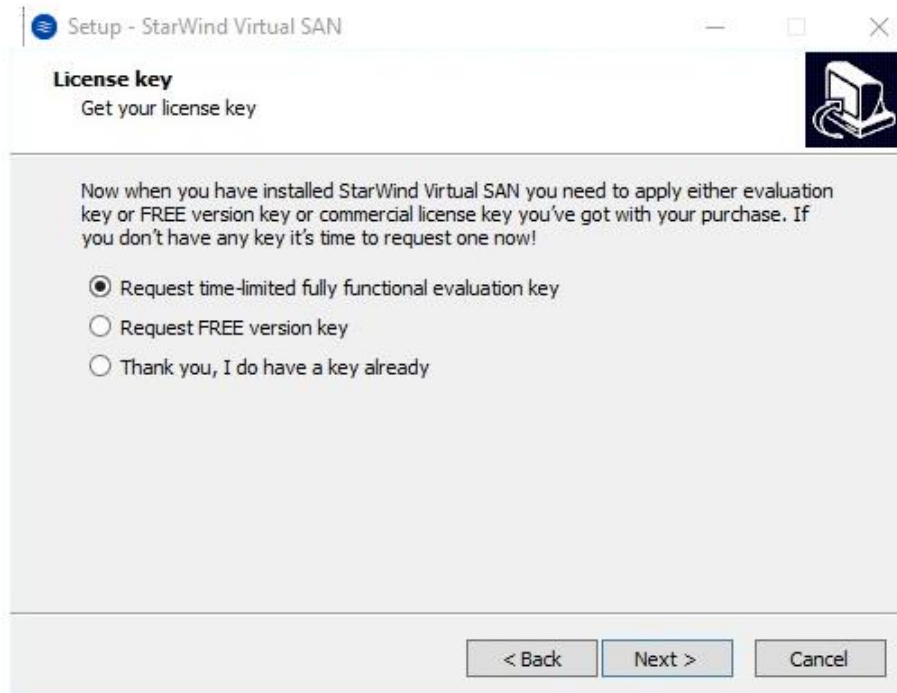 Setup - StarWind Virtual SAN
License key
Get your license key
Now when you have installed StarWind Virtual SAN you need to apply either evaluation
key or FREE version key or commercial license key you've got with your purchase. If
you don't have any key it's time to request one now!
Request time-limited fully functional evaluation key
Request FREE version key
Thank you, I do have a key already
< Back
Next >
Cancel